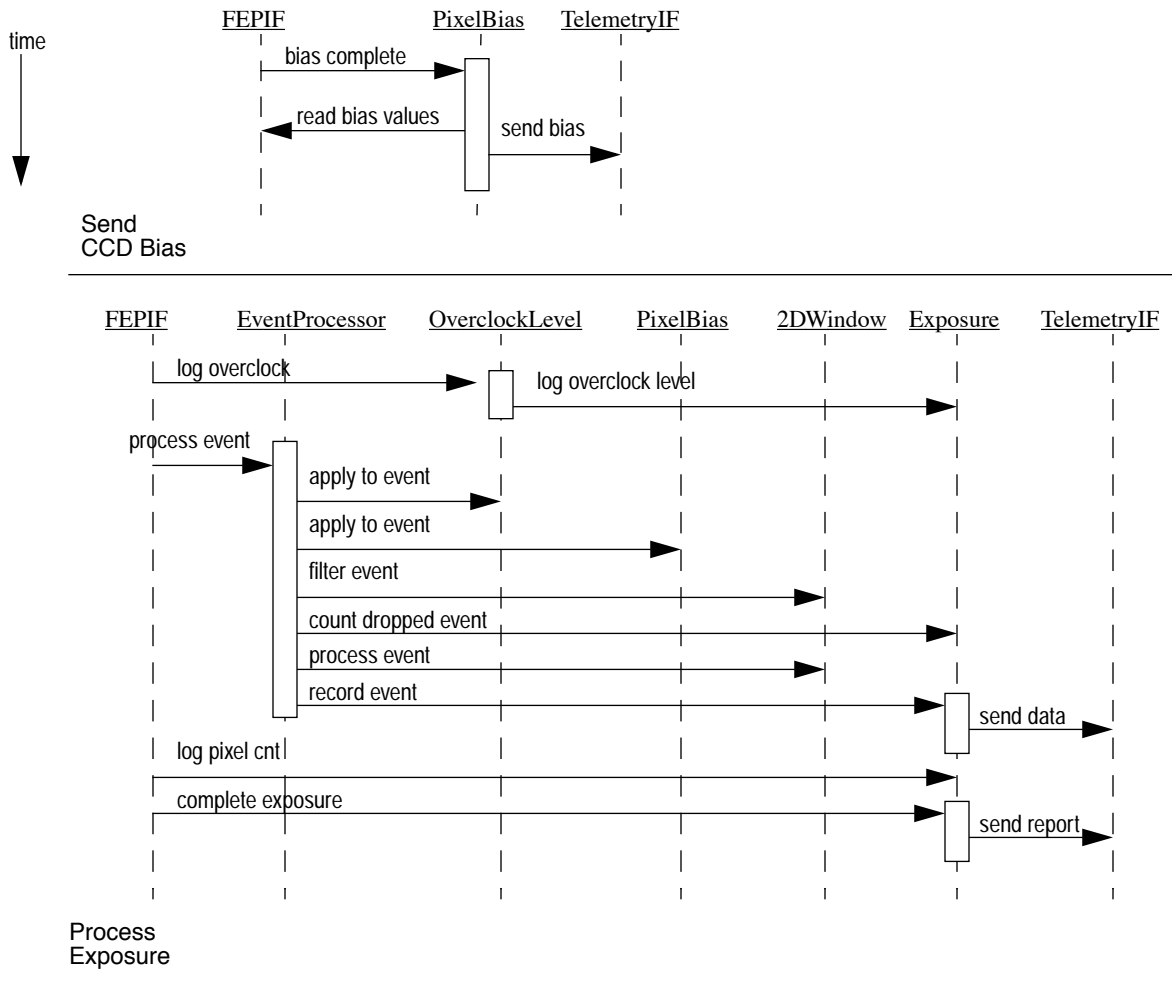 FEPIF PixelBias TelemetryIF
time
bias complete
read bias values
send bias
Send
CCD Bias
FEPIF EventProcessor OverclockLevel PixelBias 2DWindow Exposure TelemetryIF
log overclock
log overclock level
process event
apply to event
apply to event
filter event
count dropped event
process event
record event
send data
log pixel cnt
complete exposure
send report
Process
Exposure